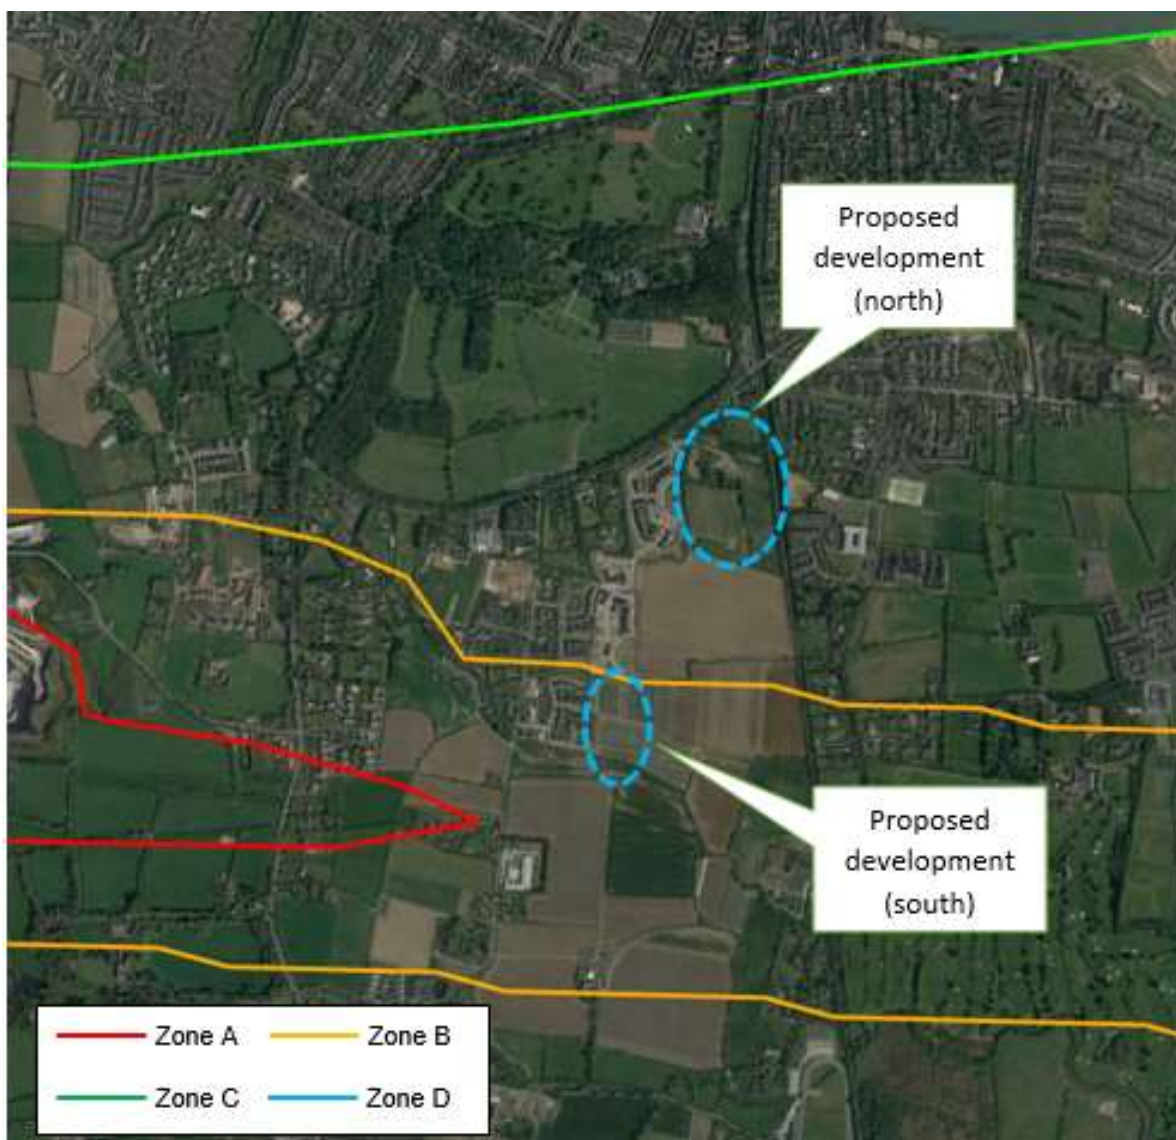 Proposed
development
(north)
Proposed
development
(south)
Zone A
Zone B
Zone C
Zone D